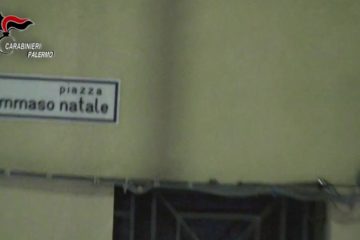 CARABINIERI
PALERMO
piazza
mmaso natale